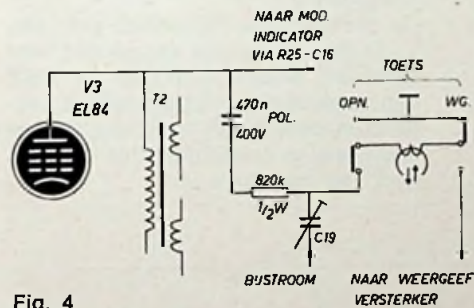 NAAR MOD.
INDICATOR
VIA R25-C16
TOETS
OPN.
WG.
V3
EL84
T2
470n
POL.
400V
820k
1/2W
C19
BIJSTROOM
NAAR WEERGEEF
VERSTERKER
Fig. 4